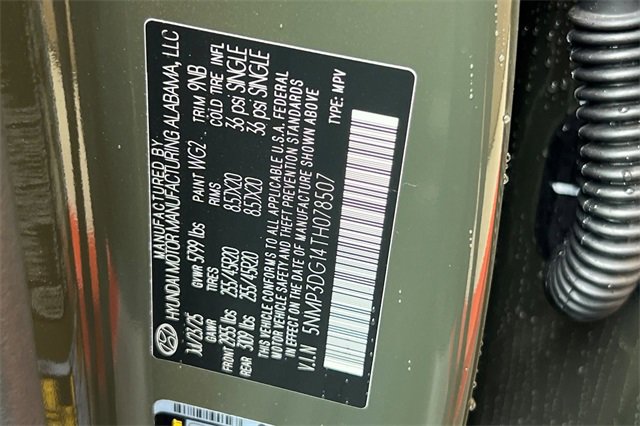 MANUFACTURED BY
HYUNDAI MOTOR MANUFACTURING ALABAMA, LLC
JUL/28/25 GVWR 5799 lbs PAINT WG2 TRIM 9NB
GAWR TIRES RIMS COLD TIRE INFL
FRONT 2955 lbs 255/45R20 8.5JX20 36 psi SINGLE
REAR 3109 lbs 255/45R20 8.5JX20 36 psi SINGLE
THIS VEHICLE CONFORMS TO ALL APPLICABLE U.S.A. FEDERAL
MOTOR VEHICLE SAFETY AND THEFT PREVENTION STANDARDS
IN EFFECT ON THE DATE OF MANUFACTURE SHOWN ABOVE
V.I.N 5NMP3DG14TH078507 TYPE: MPV